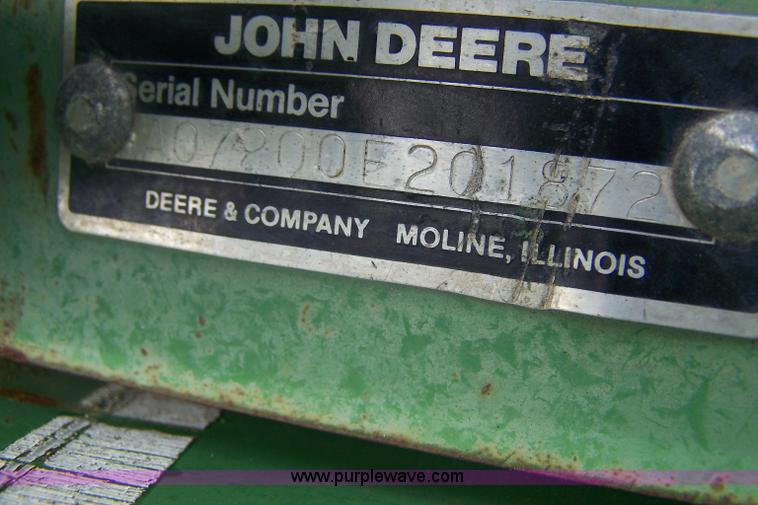 JOHN DEERE
Serial Number
A07200E201872
DEERE & COMPANY MOLINE, ILLINOIS
www.purplewave.com